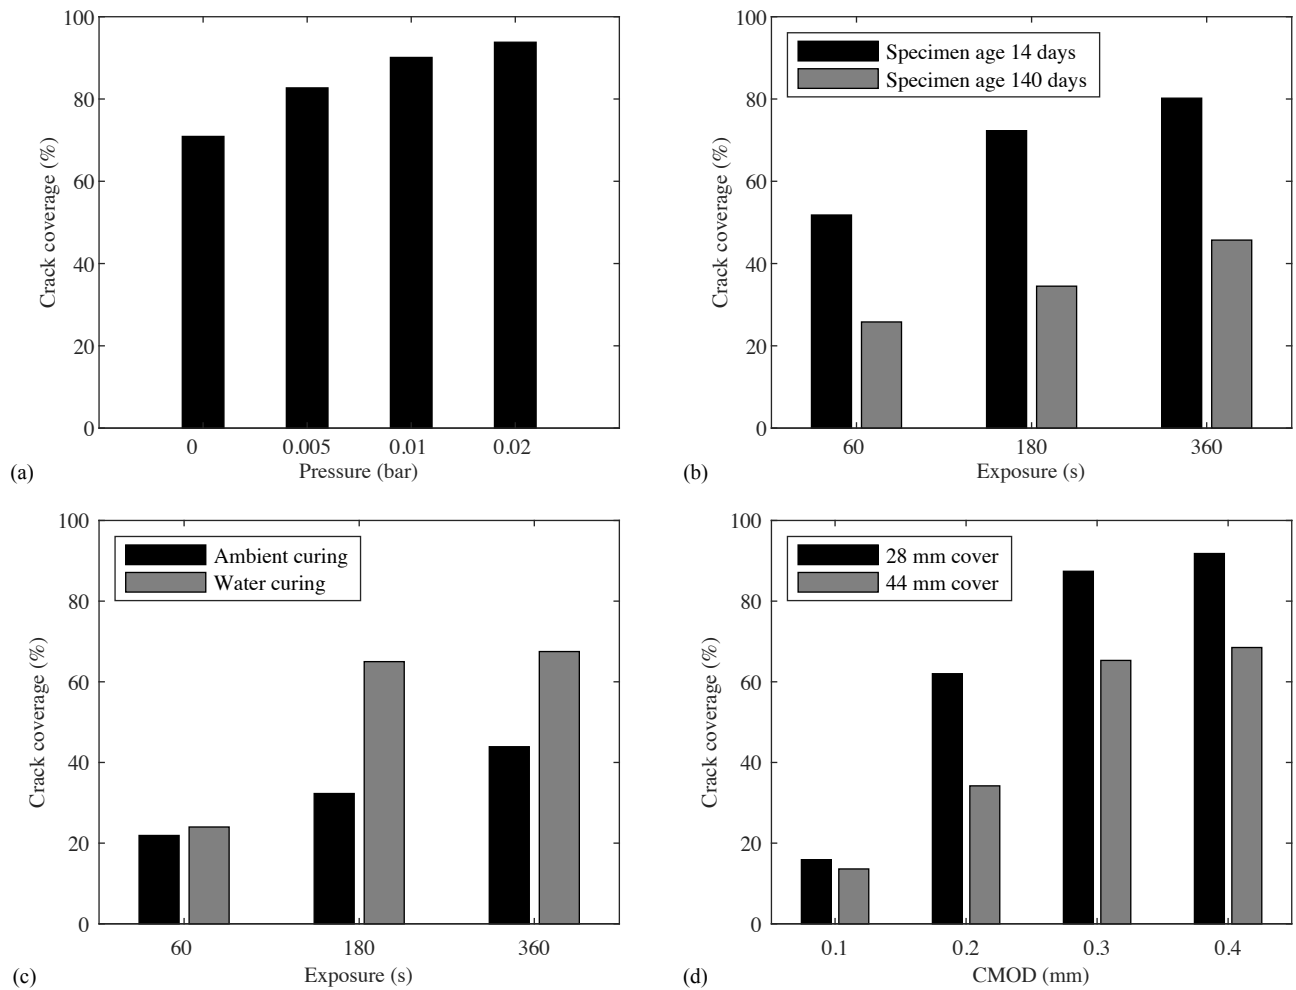 100
80
60
40
20
0
Crack coverage (%)
0 0.005 0.01 0.02
Pressure (bar)
(a)
100
80
60
40
20
0
Crack coverage (%)
Specimen age 14 days
Specimen age 140 days
60 180 360
Exposure (s)
(b)
100
80
60
40
20
0
Crack coverage (%)
Ambient curing
Water curing
60 180 360
Exposure (s)
(c)
100
80
60
40
20
0
Crack coverage (%)
28 mm cover
44 mm cover
0.1 0.2 0.3 0.4
CMOD (mm)
(d)